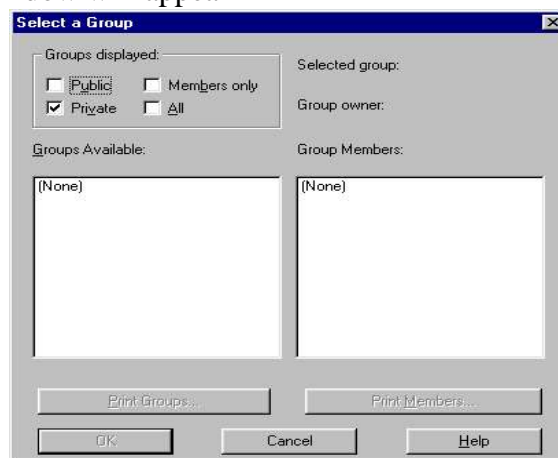 Select a Group
Groups displayed:
Public
Members only
Private
All
Selected group:
Group owner:
Groups Available:
Group Members:
(None)
(None)
Print Groups...
Print Members...
OK
Cancel
Help